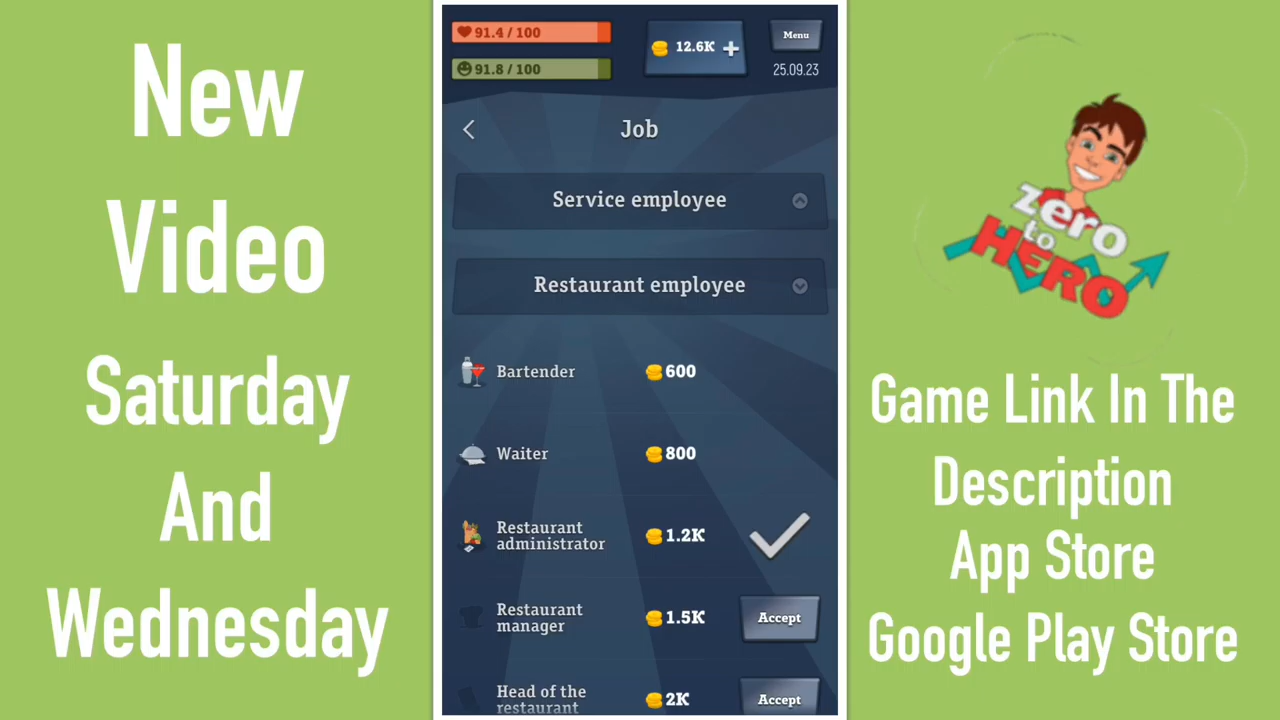 New
Video
Saturday
And
Wednesday
91.4 / 100
91.8 / 100
12.6K +
Menu
25.09.23
Job
Service employee
Restaurant employee
Bartender 600
Waiter 800
Restaurant
administrator 1.2K
Restaurant
manager 1.5K Accept
Head of the
restaurant 2K Accept
zero
to
HERO
Game Link In The
Description
App Store
Google Play Store